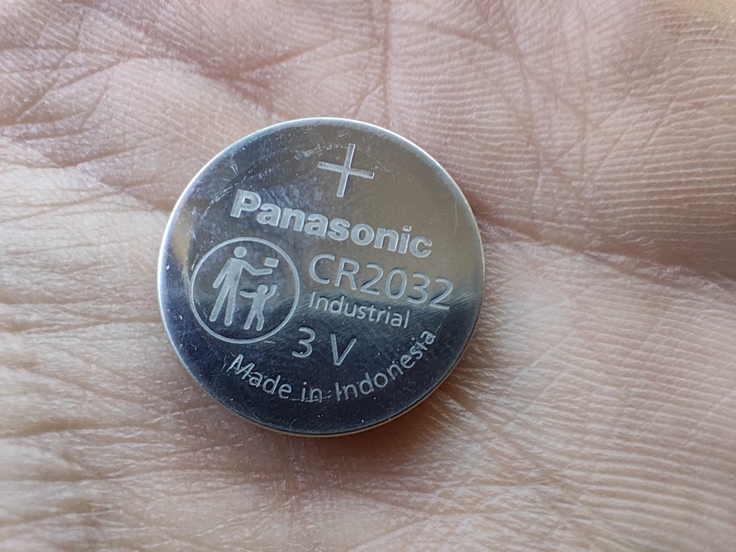 +
Panasonic
CR2032
Industrial
3 V
Made in Indonesia